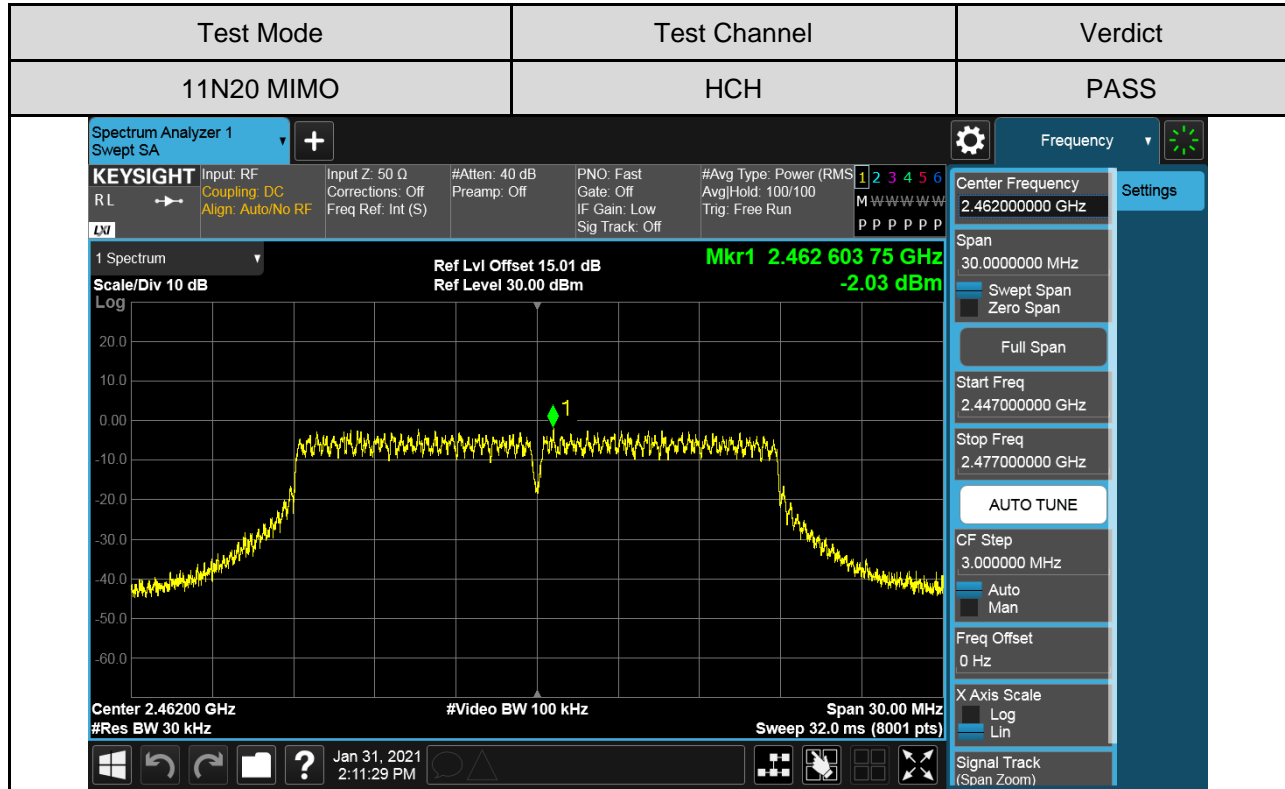 Test Mode Test Channel Verdict
11N20 MIMO HCH PASS
Spectrum Analyzer 1
Swept SA
+
Frequency
KEYSIGHT
R L
LXI
Input: RF
Coupling: DC
Align: Auto/No RF
Input Z: 50 Ω
Corrections: Off
Freq Ref: Int (S)
#Atten: 40 dB
Preamp: Off
PNO: Fast
Gate: Off
IF Gain: Low
Sig Track: Off
#Avg Type: Power (RMS
Avg|Hold: 100/100
Trig: Free Run
1 2 3 4 5 6
M W W W W W
P P P P P P
1 Spectrum
Scale/Div 10 dB
Log
Ref Lvl Offset 15.01 dB
Ref Level 30.00 dBm
Mkr1 2.462 603 75 GHz
-2.03 dBm
20.0
10.0
0.00
-10.0
-20.0
-30.0
-40.0
-50.0
-60.0
1
Center 2.46200 GHz
#Res BW 30 kHz
#Video BW 100 kHz
Span 30.00 MHz
Sweep 32.0 ms (8001 pts)
?
Jan 31, 2021
2:11:29 PM
Center Frequency
2.462000000 GHz
Settings
Span
30.0000000 MHz
Swept Span
Zero Span
Full Span
Start Freq
2.447000000 GHz
Stop Freq
2.477000000 GHz
AUTO TUNE
CF Step
3.000000 MHz
Auto
Man
Freq Offset
0 Hz
X Axis Scale
Log
Lin
Signal Track
(Span Zoom)